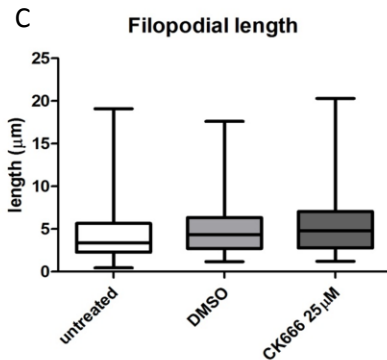 C
Filopodial length
length (μm)
25
20
15
10
5
0
untreated
DMSO
CK666 25μM